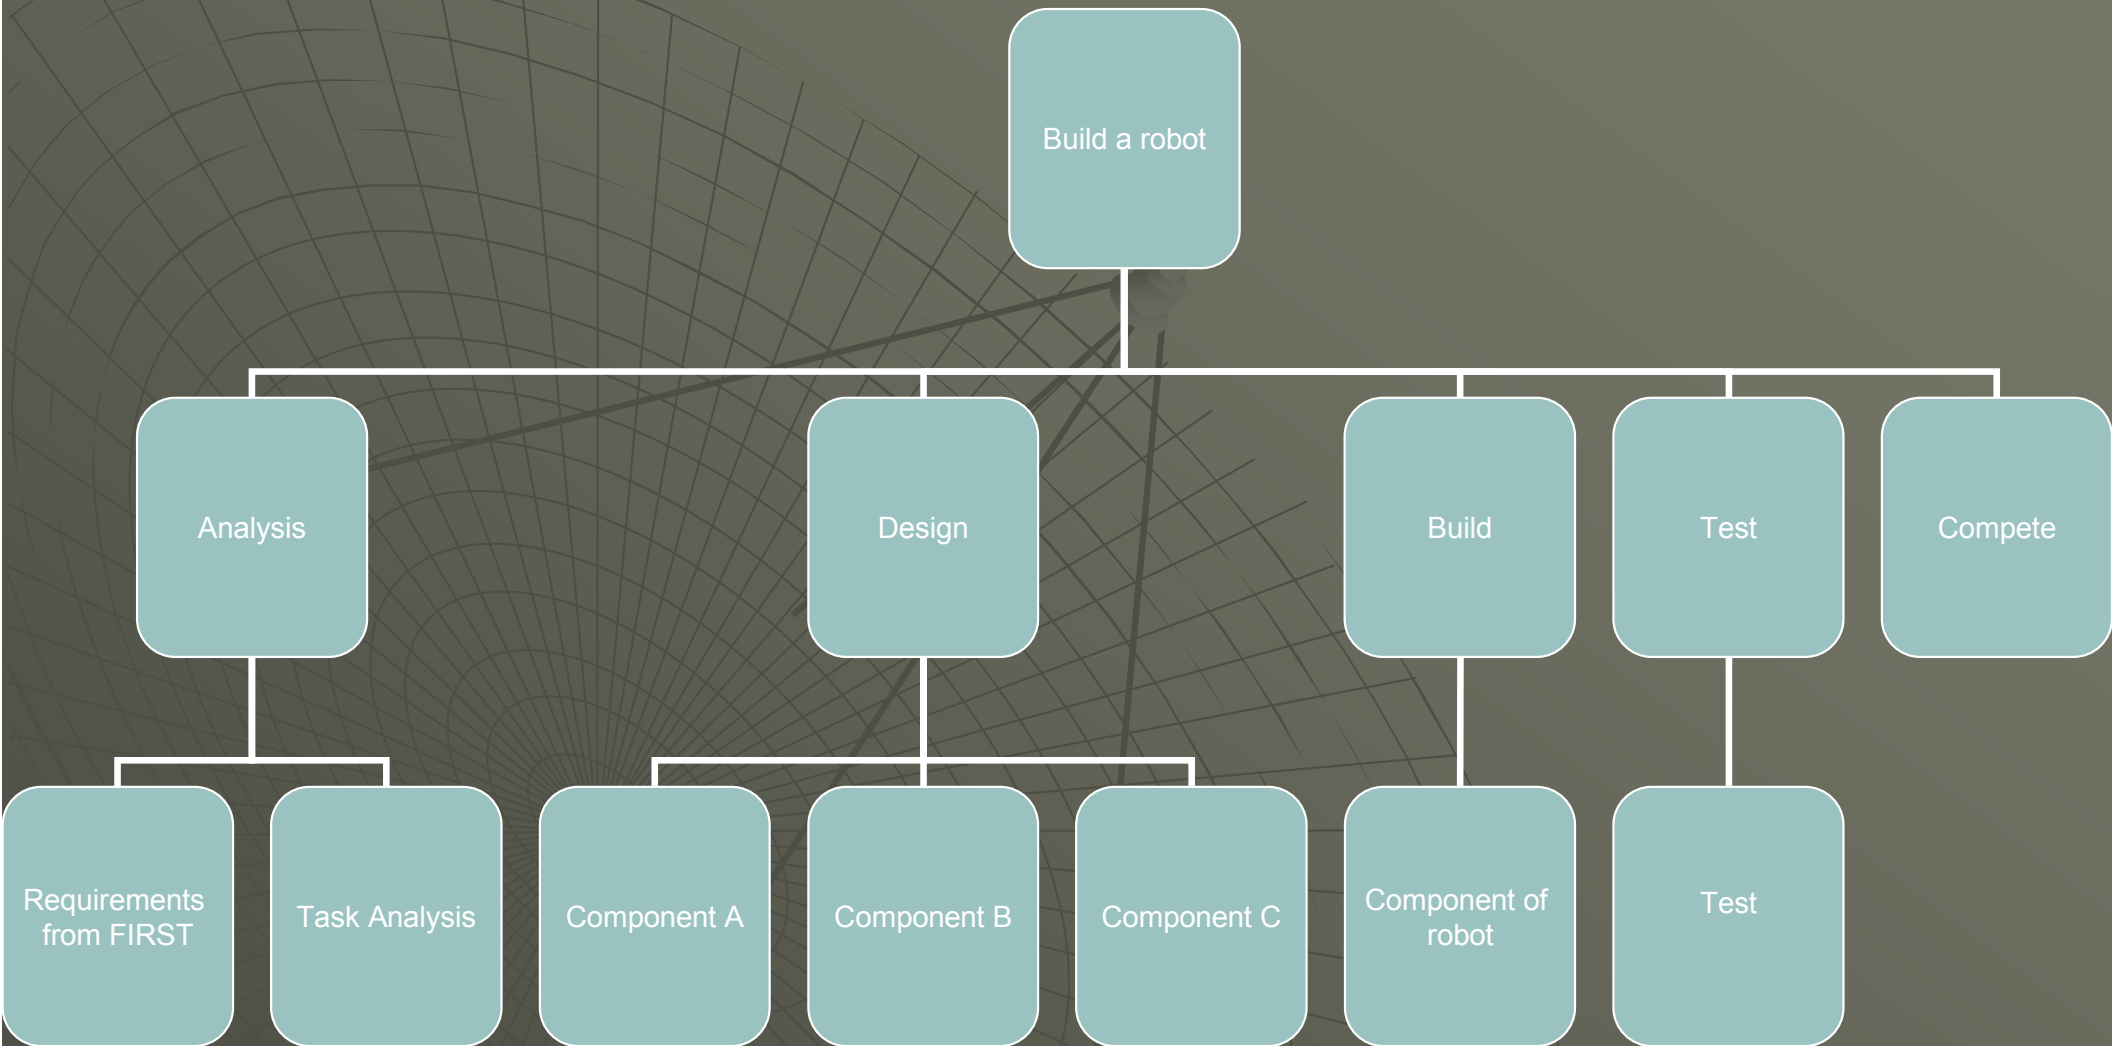 Build a robot
Analysis
Design
Build
Test
Compete
Requirements
from FIRST
Task Analysis
Component A
Component B
Component C
Component of
robot
Test